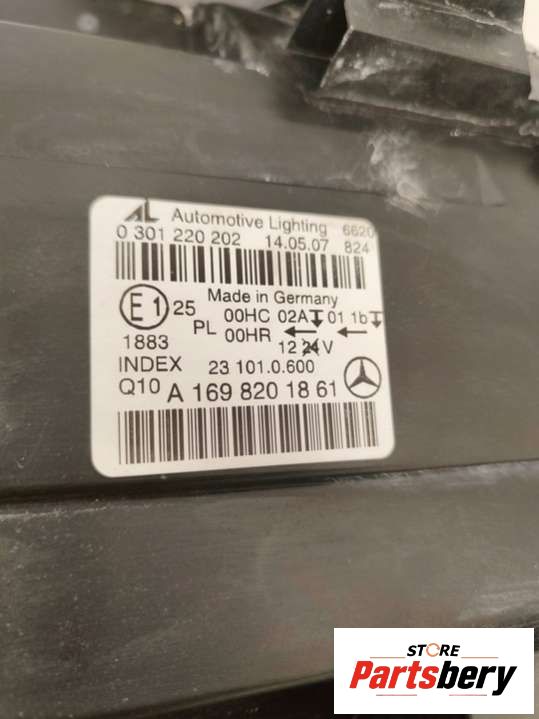 AL Automotive Lighting 6620
0 301 220 202 14.05.07 824
Made in Germany
E1 25 00HC 02A 01 1b
PL 00HR
1883 12 24 V
INDEX 23 101.0.600
Q10 A 169 820 18 61
STORE
Partsbery